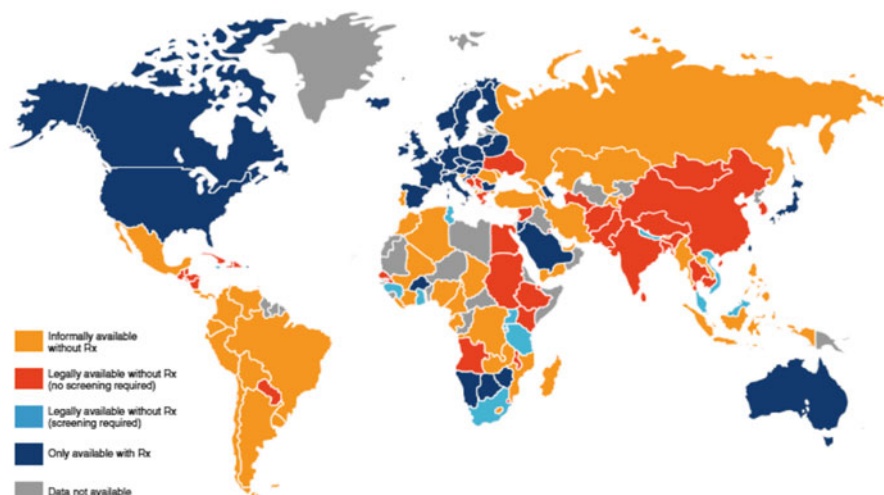 Informally available
without Rx
Legally available without Rx
(no screening required)
Legally available without Rx
(screening required)
Only available with Rx
Data not available